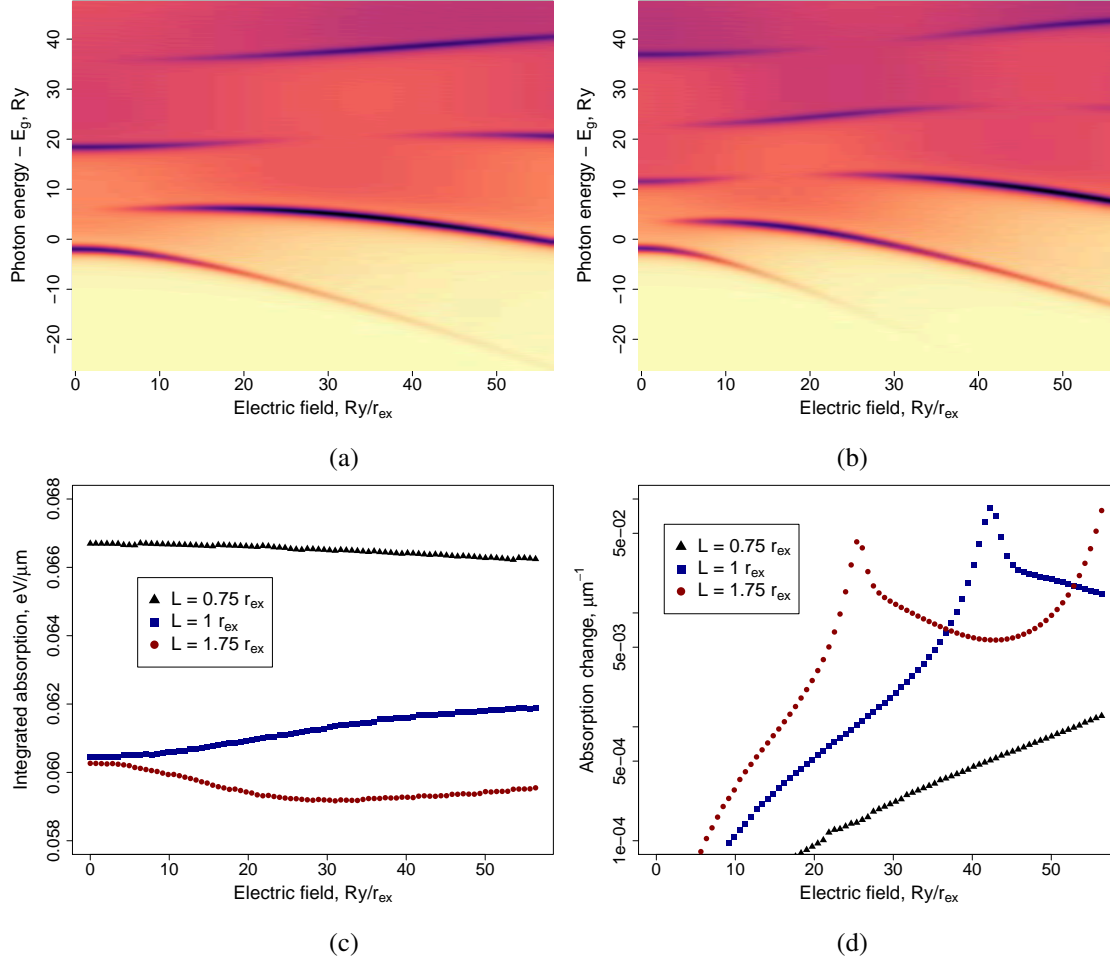 Photon energy − E_g, Ry
−20 −10 0 10 20 30 40
0 10 20 30 40 50
Electric field, Ry/r_ex
(a)
Photon energy − E_g, Ry
−20 −10 0 10 20 30 40
0 10 20 30 40 50
Electric field, Ry/r_ex
(b)
Integrated absorption, eV/μm
0.058 0.060 0.062 0.064 0.066 0.068
L = 0.75 r_ex
L = 1 r_ex
L = 1.75 r_ex
0 10 20 30 40 50
Electric field, Ry/r_ex
(c)
Absorption change, μm⁻¹
1e−04 5e−04 5e−03 5e−02
L = 0.75 r_ex
L = 1 r_ex
L = 1.75 r_ex
0 10 20 30 40 50
Electric field, Ry/r_ex
(d)